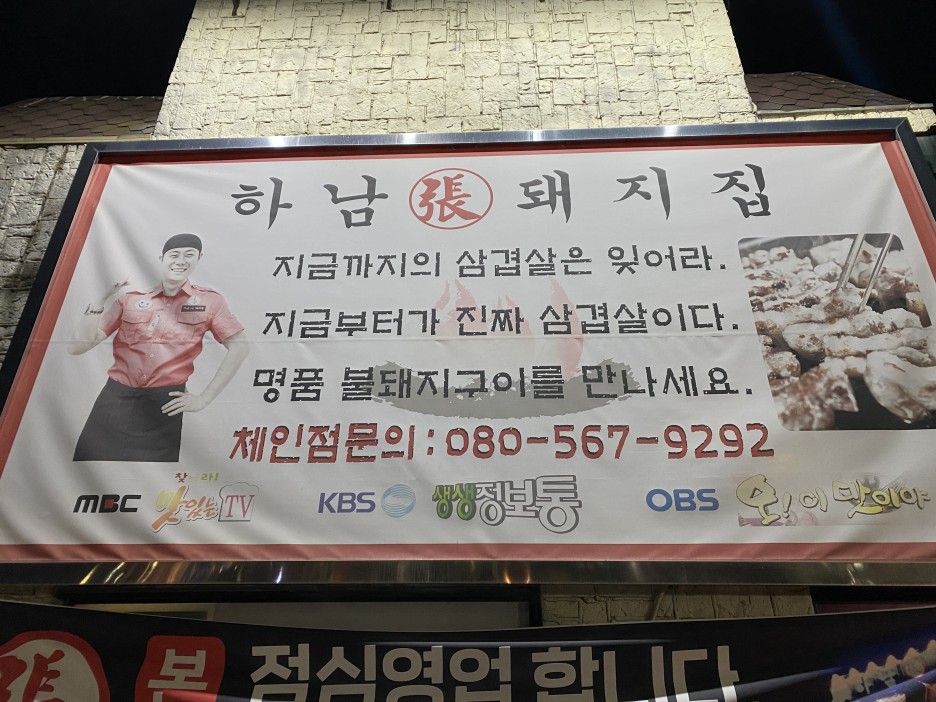 하남 張 돼지집
지금까지의 삼겹살은 잊어라.
지금부터가 진짜 삼겹살이다.
명품 불돼지구이를 만나세요.
체인점문의 : 080-567-9292
MBC 찾아라! 맛있는 TV KBS 생생정보통 OBS 오! 이 맛이야
張 본 점심영업 합니다.